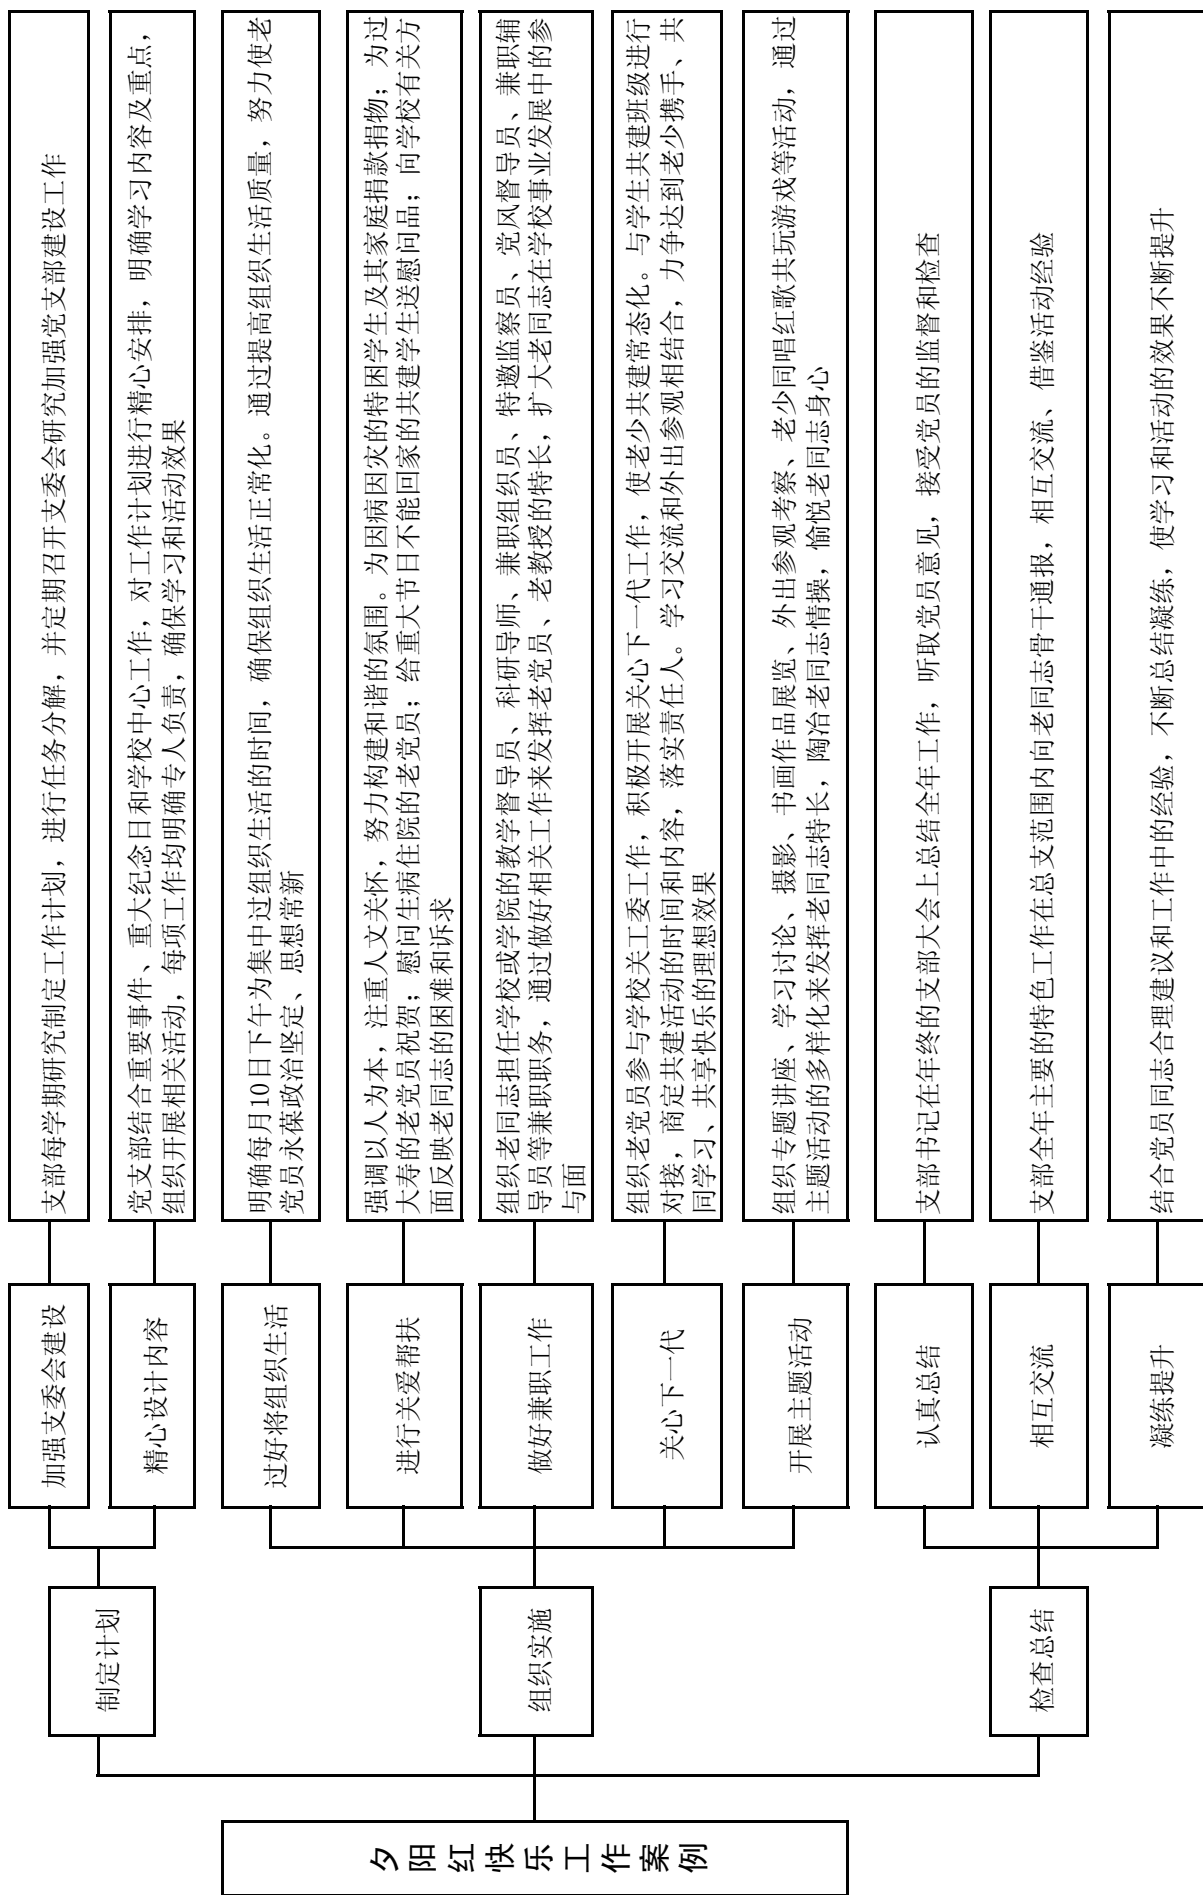 夕阳红快乐工作案例
制定计划
加强支委会建设
支部每学期研究制定工作计划，进行任务分解，并定期召开支委会研究加强党支部建设工作
精心设计内容
党支部结合重要事件、重大纪念日和学校中心工作，对工作计划进行精心安排，明确学习内容及重点，
组织开展相关活动，每项工作均明确专人负责，确保学习和活动效果
组织实施
过好将组织生活
明确每月10日下午为集中过组织生活的时间，确保组织生活正常化。通过提高组织生活质量，努力使老
党员永葆政治坚定、思想常新
进行关爱帮扶
强调以人为本，注重人文关怀，努力构建和谐的氛围。为因病因灾的特困学生及其家庭捐款捐物；为过
大寿的老党员祝贺；慰问生病住院的老党员；给重大节日不能回家的共建学生送慰问品；向学校有关方
面反映老同志的困难和诉求
做好兼职工作
组织老同志担任学校或学院的教学督导员、科研导师、兼职组织员、特邀监察员、党风督导员、兼职辅
导员等兼职职务，通过做好相关工作来发挥老党员、老教授的特长，扩大老同志在学校事业发展中的参
与面
关心下一代
组织老党员参与学校关工委工作，积极开展关心下一代工作，使老少共建常态化。与学生共建班级进行
对接，商定共建活动的时间和内容，落实责任人。学习交流和外出参观相结合，力争达到老少携手、共
同学习、共享快乐的理想效果
开展主题活动
组织专题讲座、学习讨论、摄影、书画作品展览、外出参观考察、老少同唱红歌共玩游戏等活动，通过
主题活动的多样化来发挥老同志特长，陶冶老同志情操，愉悦老同志身心
检查总结
认真总结
支部书记在年终的支部大会上总结全年工作，听取党员意见，接受党员的监督和检查
相互交流
支部全年主要的特色工作在总支范围内向老同志骨干通报，相互交流、借鉴活动经验
凝练提升
结合党员同志合理建议和工作中的经验，不断总结凝练，使学习和活动的效果不断提升